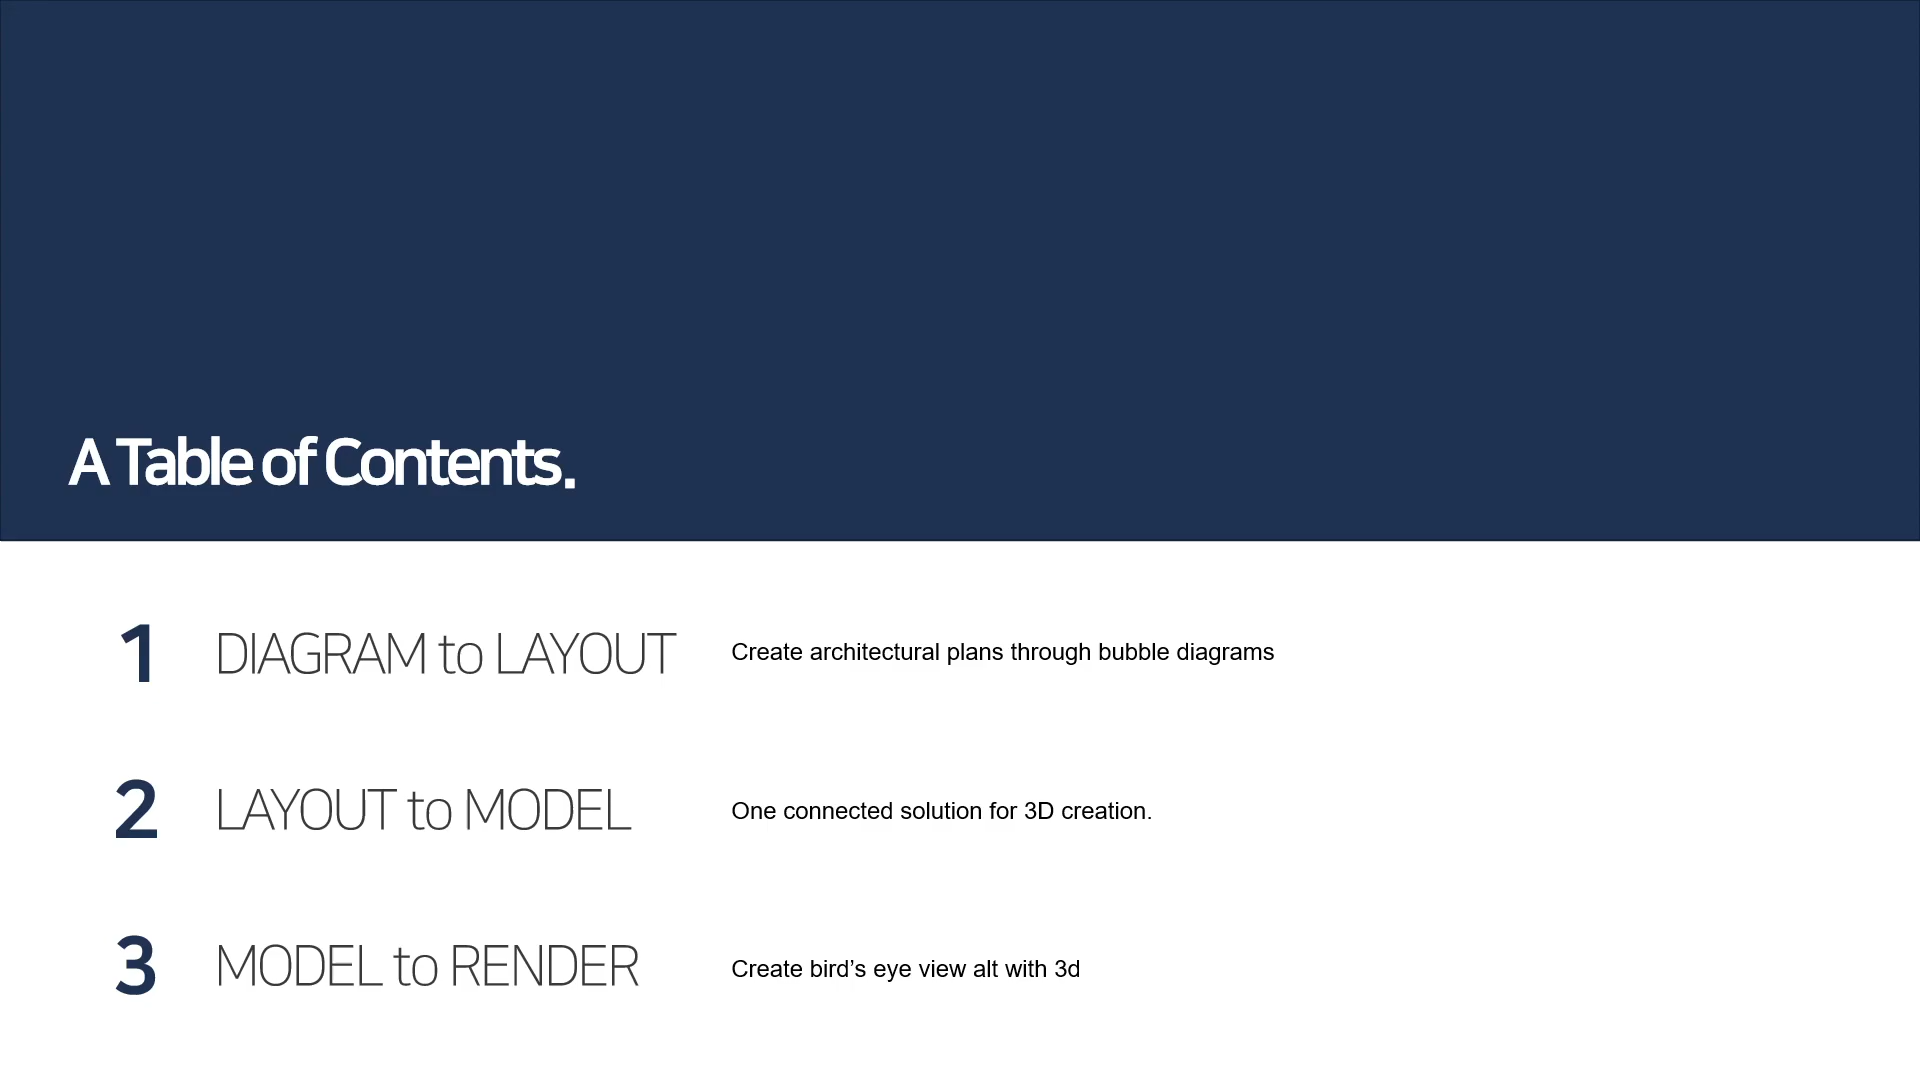 A Table of Contents.
1 DIAGRAM to LAYOUT Create architectural plans through bubble diagrams
2 LAYOUT to MODEL One connected solution for 3D creation.
3 MODEL to RENDER Create bird’s eye view alt with 3d